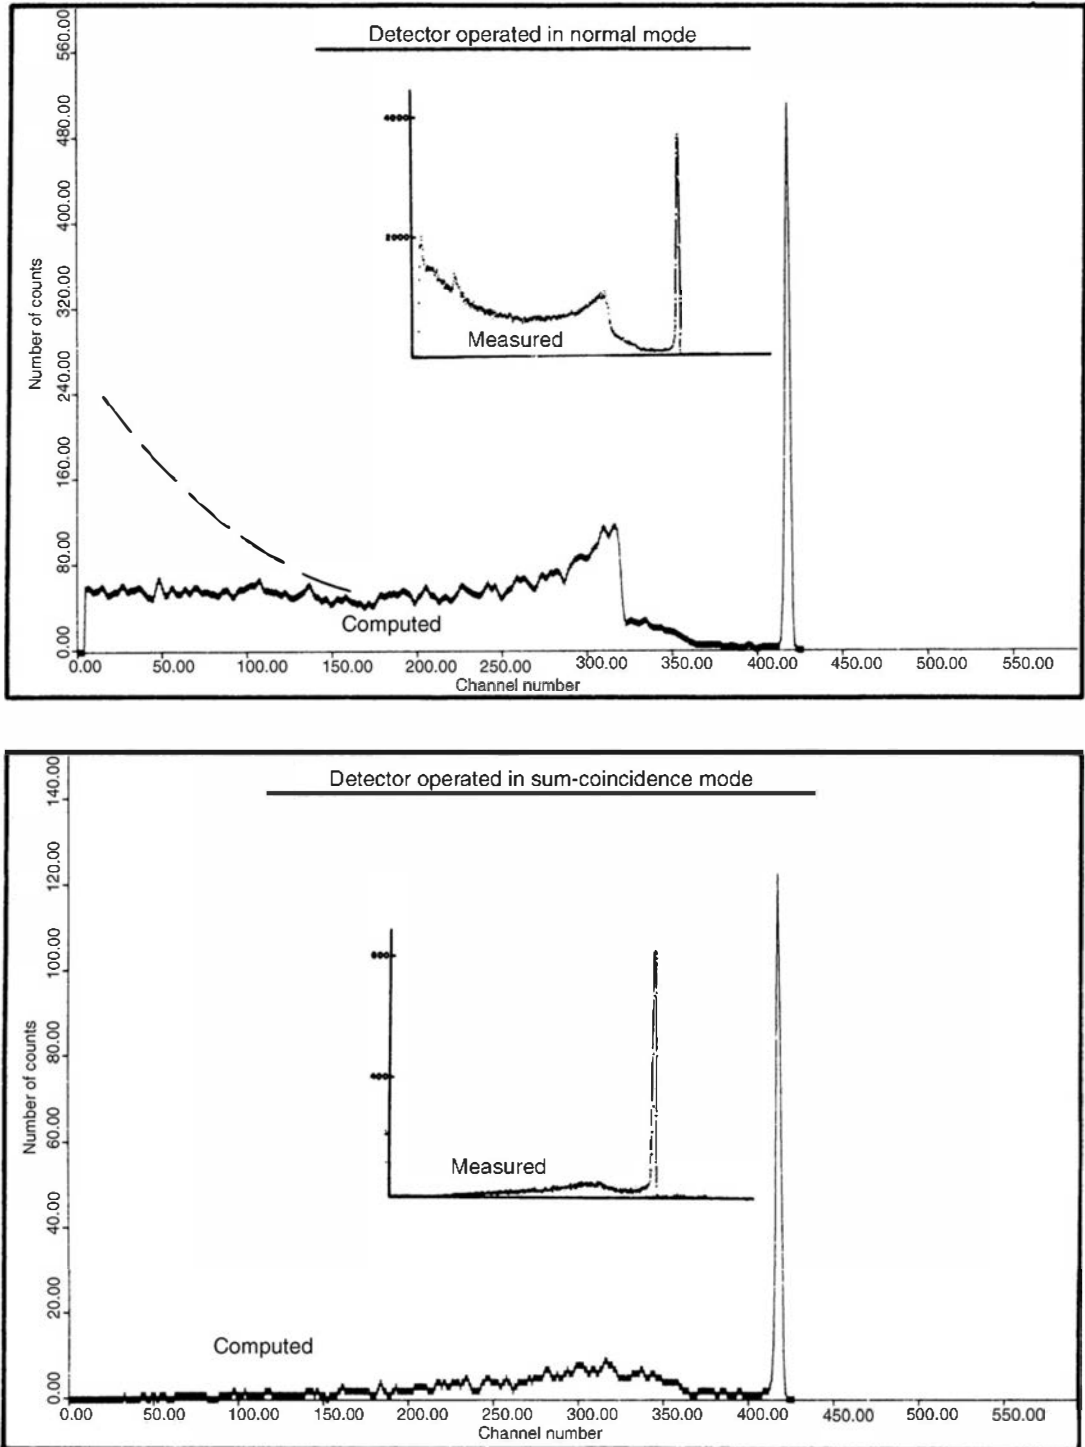 Detector operated in normal mode
560.00
480.00
400.00
320.00
240.00
160.00
80.00
0.00
Number of counts
4000
2000
Measured
Computed
0.00 50.00 100.00 150.00 200.00 250.00 300.00 350.00 400.00 450.00 500.00 550.00
Channel number
Detector operated in sum-coincidence mode
140.00
120.00
100.00
80.00
60.00
40.00
20.00
0.00
Number of counts
800
400
Measured
Computed
0.00 50.00 100.00 150.00 200.00 250.00 300.00 350.00 400.00 450.00 500.00 550.00
Channel number